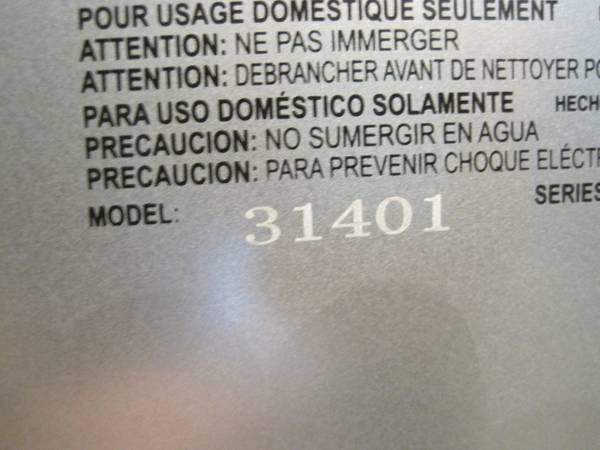 POUR USAGE DOMESTIQUE SEULEMENT
ATTENTION: NE PAS IMMERGER
ATTENTION: DEBRANCHER AVANT DE NETTOYER
PARA USO DOMÉSTICO SOLAMENTE
PRECAUCION: NO SUMERGIR EN AGUA
PRECAUCION: PARA PREVENIR CHOQUE
SERIES
MODEL: 31401